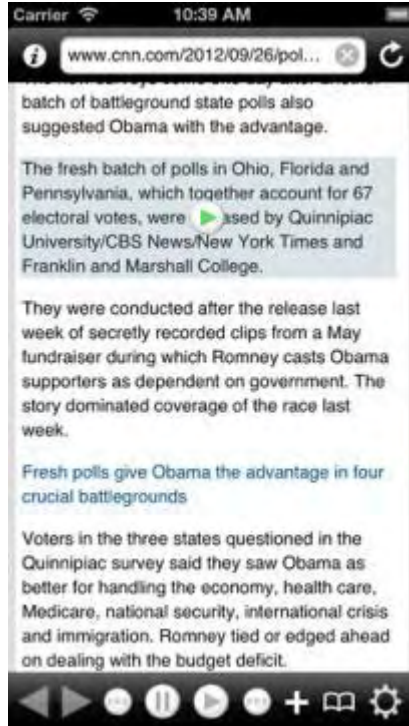 Carrier 10:39 AM
www.cnn.com/2012/09/26/pol...
batch of battleground state polls also
suggested Obama with the advantage.
The fresh batch of polls in Ohio, Florida and
Pennsylvania, which together account for 67
electoral votes, were ased by Quinnipiac
University/CBS News/New York Times and
Franklin and Marshall College.
They were conducted after the release last
week of secretly recorded clips from a May
fundraiser during which Romney casts Obama
supporters as dependent on government. The
story dominated coverage of the race last
week.
Fresh polls give Obama the advantage in four
crucial battlegrounds
Voters in the three states questioned in the
Quinnipiac survey said they saw Obama as
better for handling the economy, health care,
Medicare, national security, international crisis
and immigration. Romney tied or edged ahead
on dealing with the budget deficit.